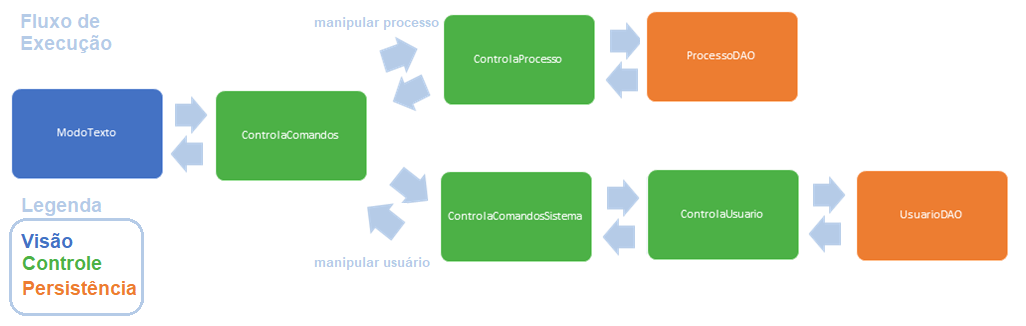 Fluxo de
Execução
manipular processo
ControlaProcesso
ProcessoDAO
ModoTexto
ControlaComandos
ControlaComandosSistema
ControlaUsuario
UsuarioDAO
manipular usuário
Legenda
Visão
Controle
Persistência